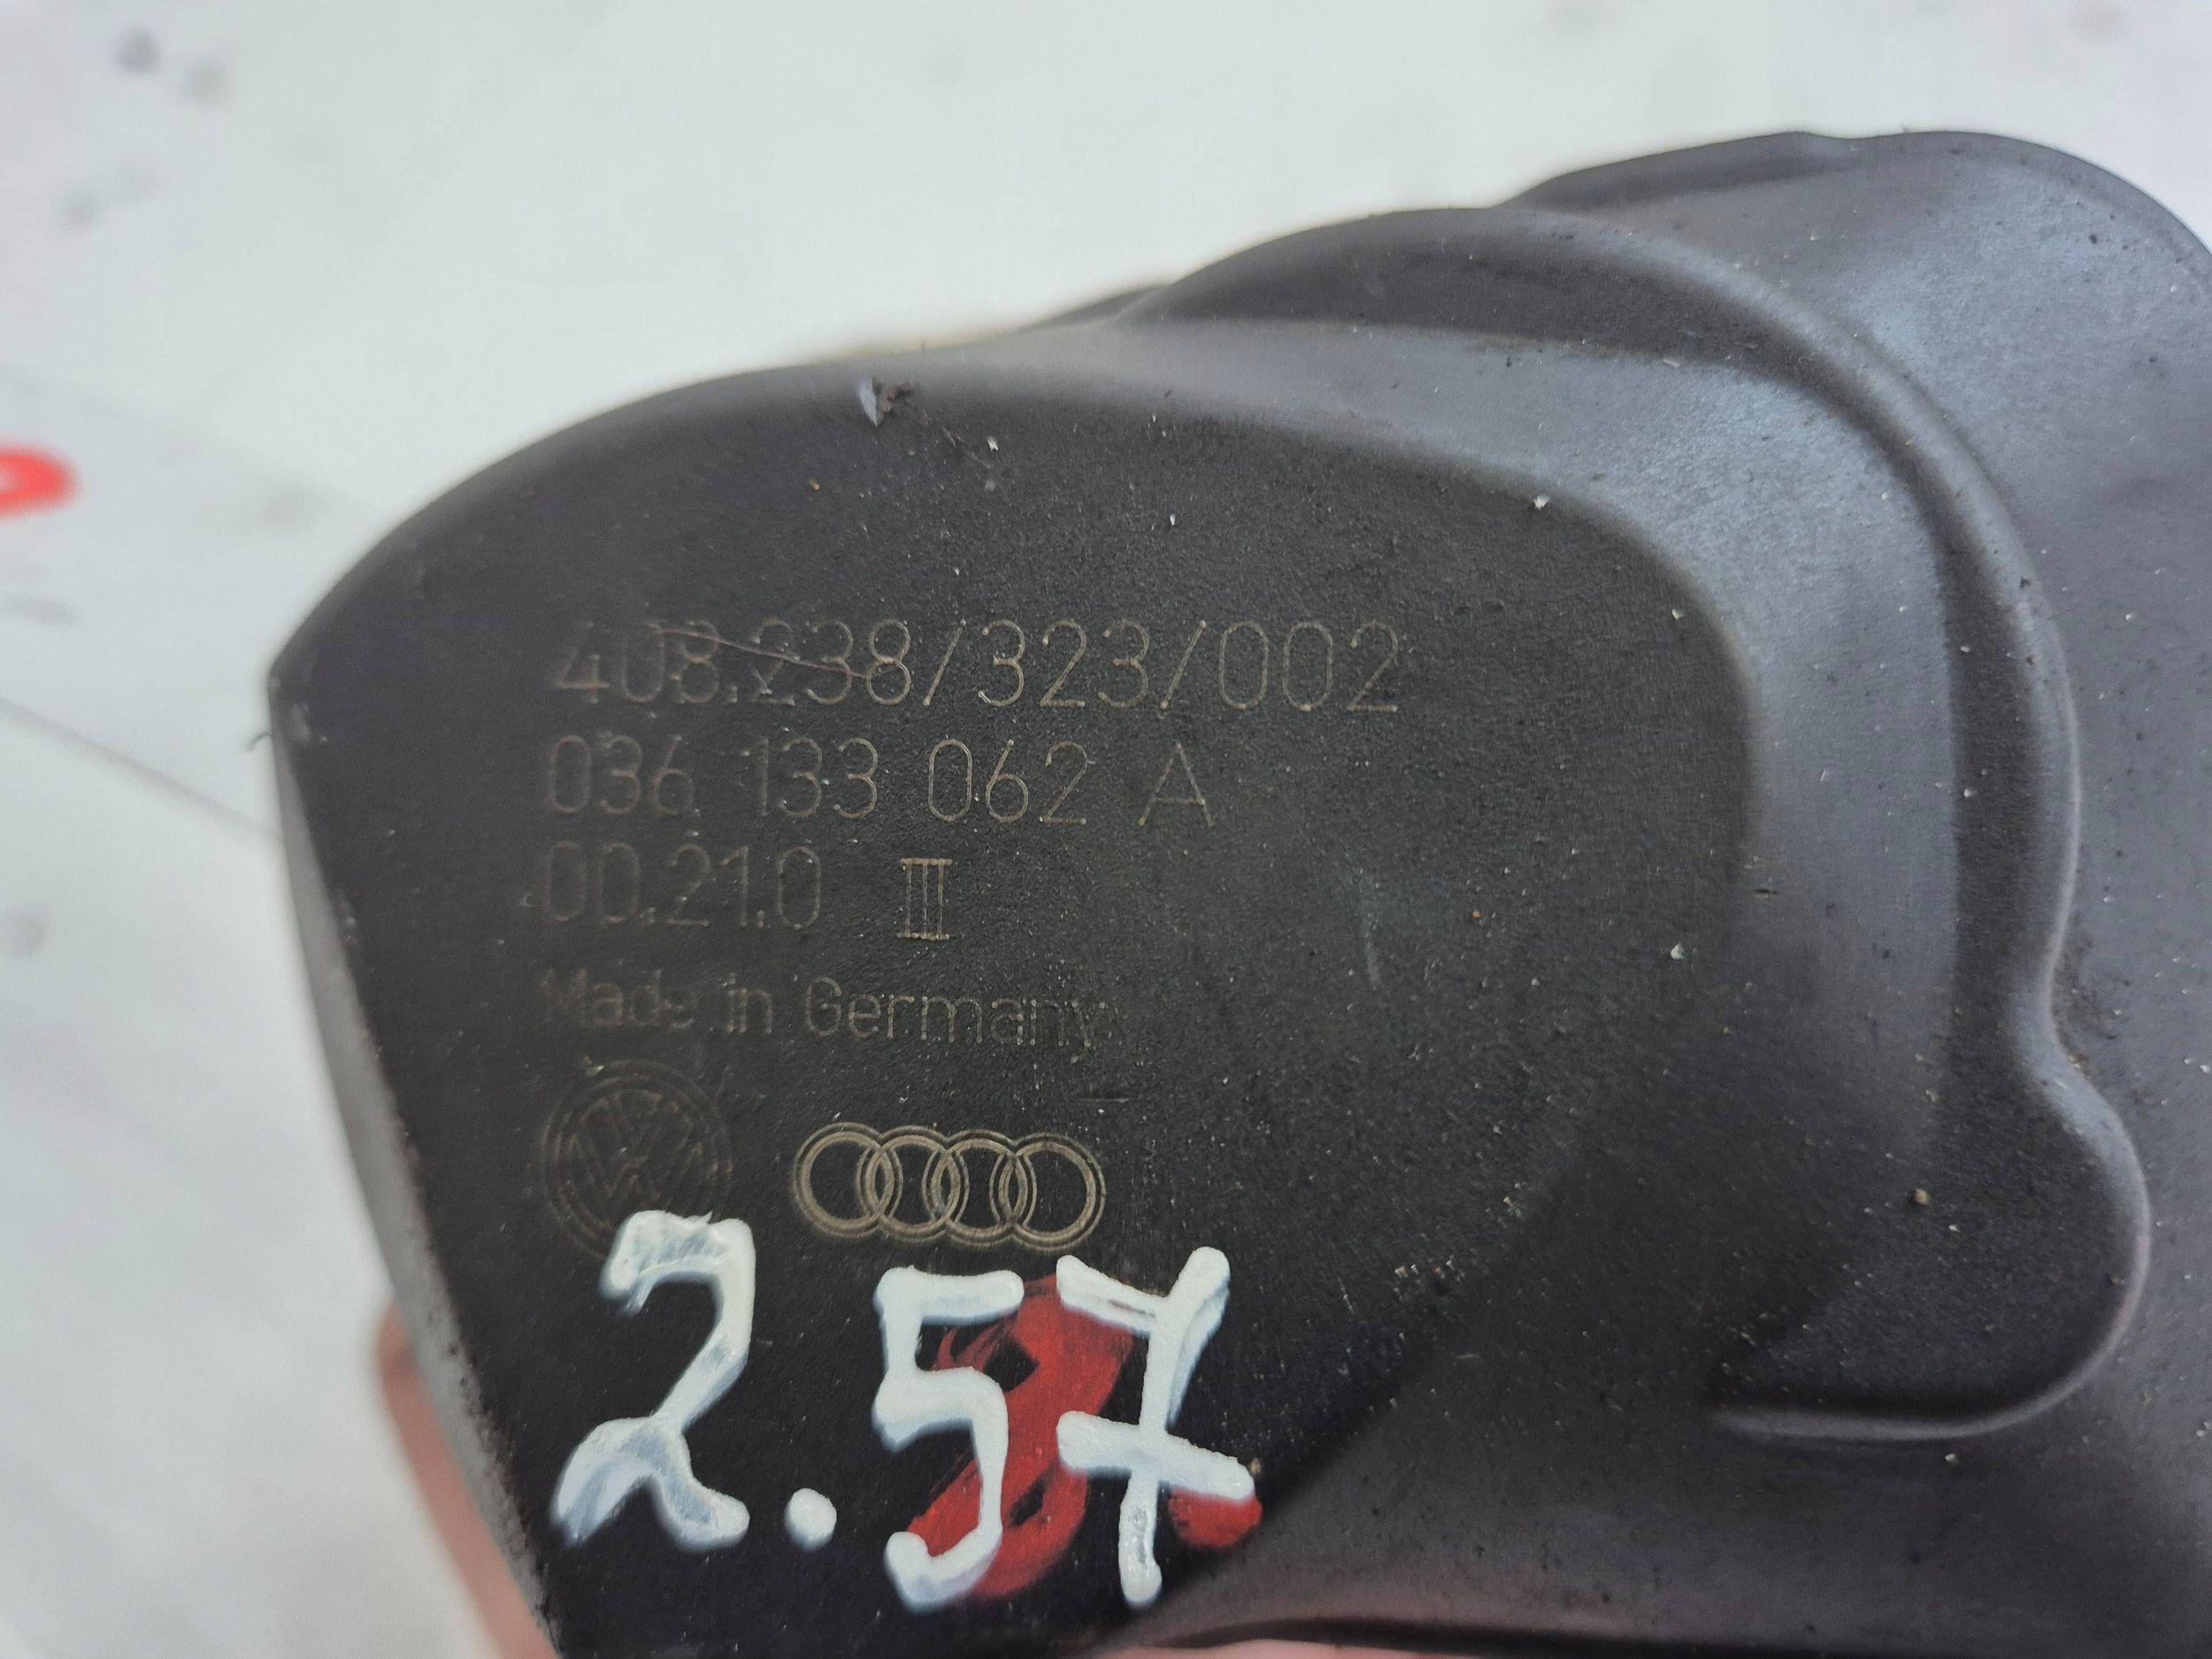 408.238/323/002
036 133 062 A
00.21.0 III
Made in Germany
2.57